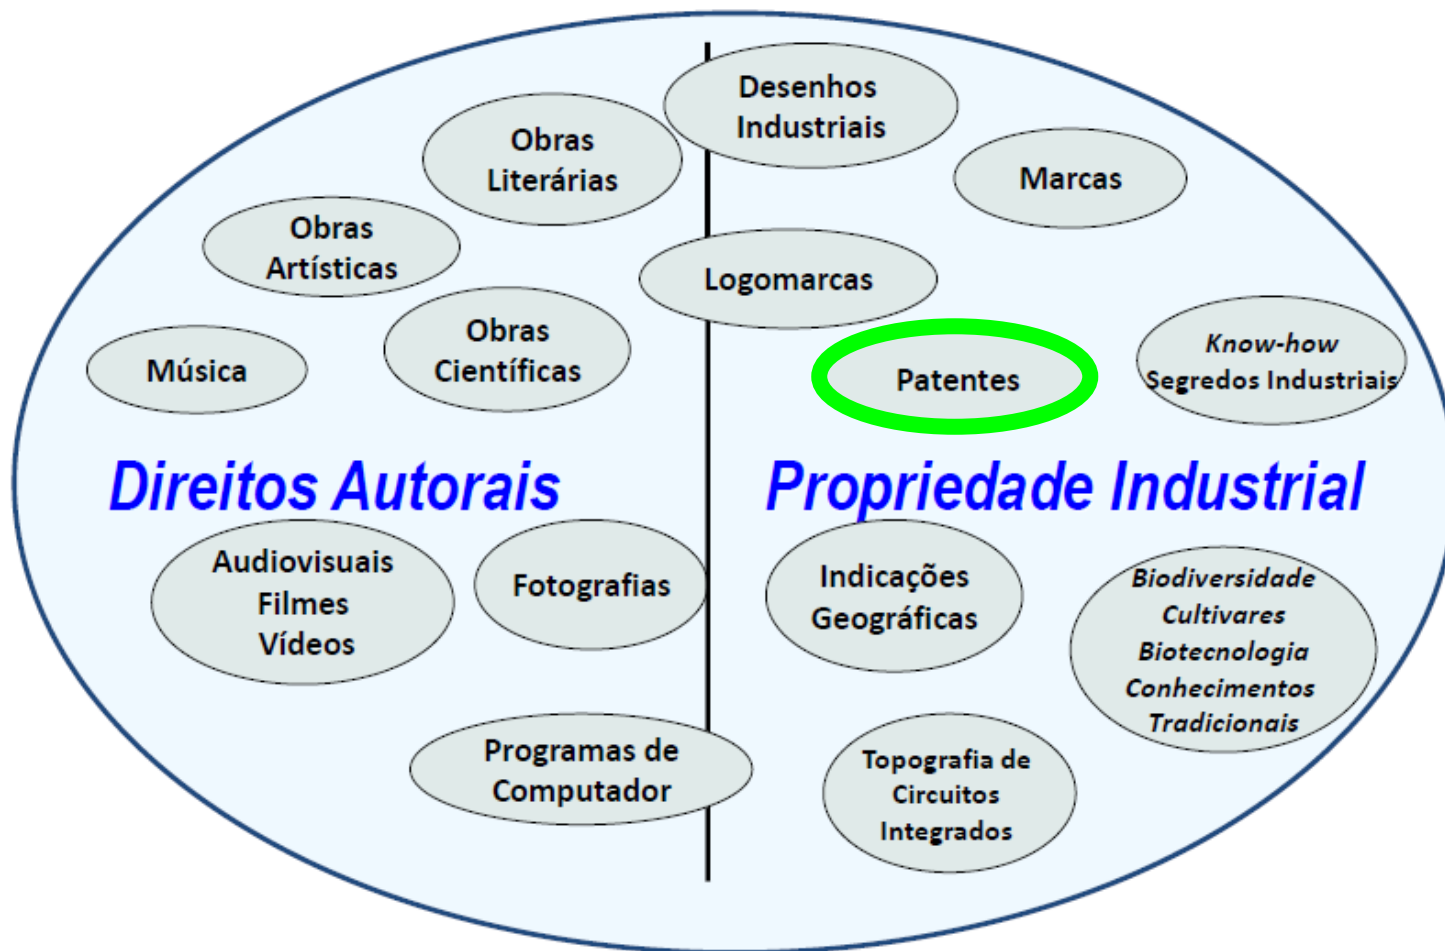 Desenhos
Industriais
Obras
Literárias
Marcas
Obras
Artísticas
Logomarcas
Obras
Científicas
Música
Patentes
Know-how
Segredos Industriais
Direitos Autorais
Propriedade Industrial
Audiovisuais
Filmes
Vídeos
Fotografias
Indicações
Geográficas
Biodiversidade
Cultivares
Biotecnologia
Conhecimentos
Tradicionais
Programas de
Computador
Topografia de
Circuitos
Integrados